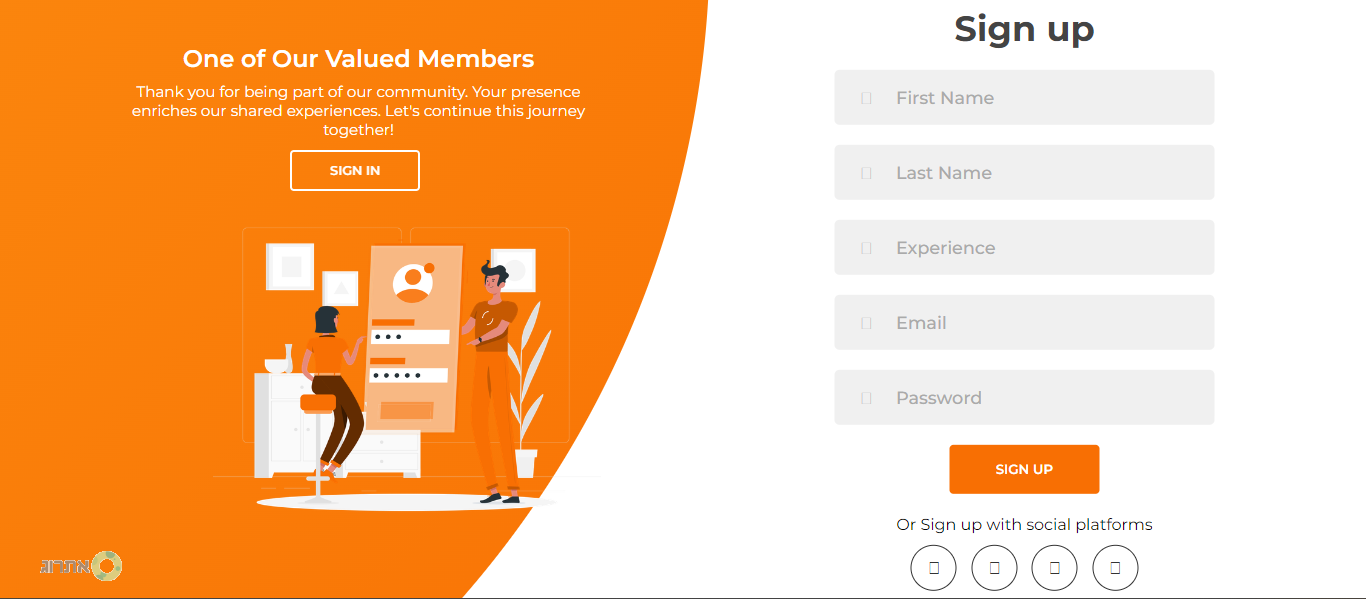 One of Our Valued Members
Thank you for being part of our community. Your presence
enriches our shared experiences. Let's continue this journey
together!
SIGN IN
אתרוג
Sign up
First Name
Last Name
Experience
Email
Password
SIGN UP
Or Sign up with social platforms